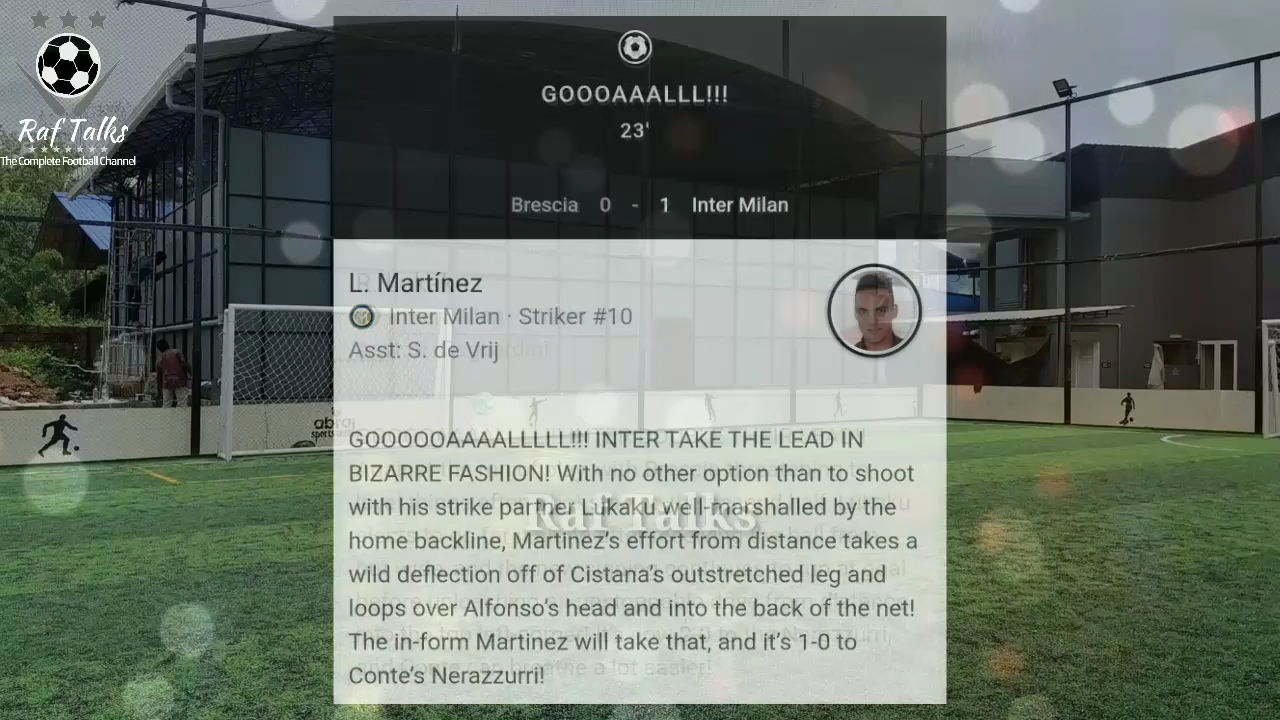 Raf Talks
The Complete Football Channel
GOOOAAALLL!!!
23'
Brescia 0 - 1 Inter Milan
L. Martínez
Inter Milan · Striker #10
Asst: S. de Vrij
GOOOOOAAAALLLLL!!! INTER TAKE THE LEAD IN
BIZARRE FASHION! With no other option than to shoot
with his strike partner Lukaku well-marshalled by the
home backline, Martinez’s effort from distance takes a
wild deflection off of Cistana’s outstretched leg and
loops over Alfonso’s head and into the back of the net!
The in-form Martinez will take that, and it’s 1-0 to
Conte’s Nerazzurri!
Raf Talks